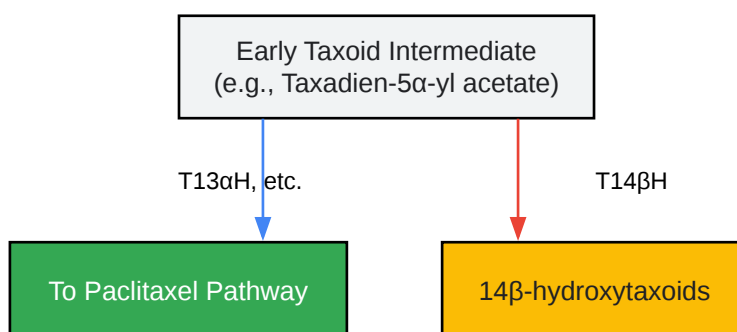 Early Taxoid Intermediate
(e.g., Taxadien-5α-yl acetate)
T13αH, etc.
T14βH
To Paclitaxel Pathway
14β-hydroxytaxoids